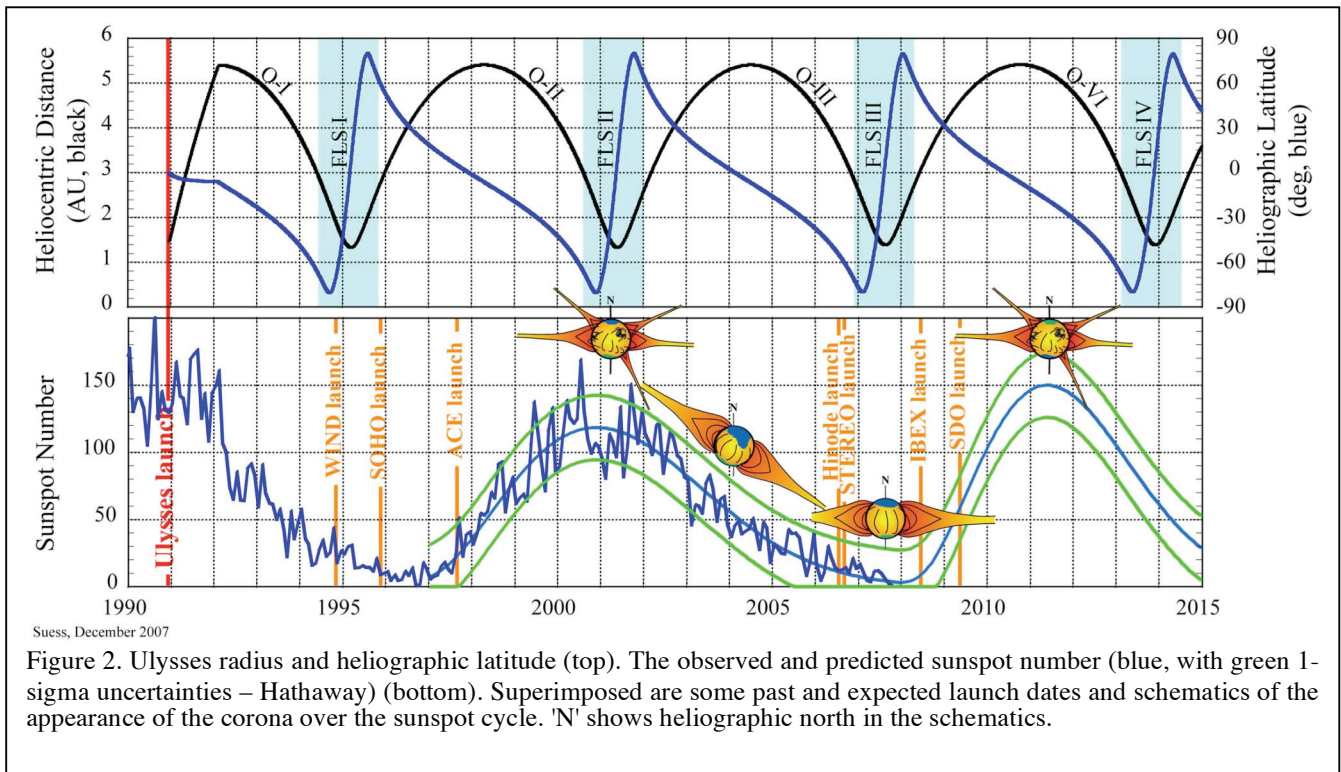 6
5
4
3
2
1
0
Heliocentric Distance
(AU, black)
Q-I
FLS I
Q-II
FLS II
Q-III
FLS III
Q-VI
FLS IV
90
60
30
0
-30
-60
-90
Heliographic Latitude
(deg, blue)
Sunspot Number
150
100
50
0
Ulysses launch
WIND launch
SOHO launch
ACE launch
N
N
Hinode launch
STEREO launch
N
IBEX launch
SDO launch
N
1990
1995
2000
2005
2010
2015
Suess, December 2007
Figure 2. Ulysses radius and heliographic latitude (top). The observed and predicted sunspot number (blue, with green 1-
sigma uncertainties – Hathaway) (bottom). Superimposed are some past and expected launch dates and schematics of the
appearance of the corona over the sunspot cycle. 'N' shows heliographic north in the schematics.